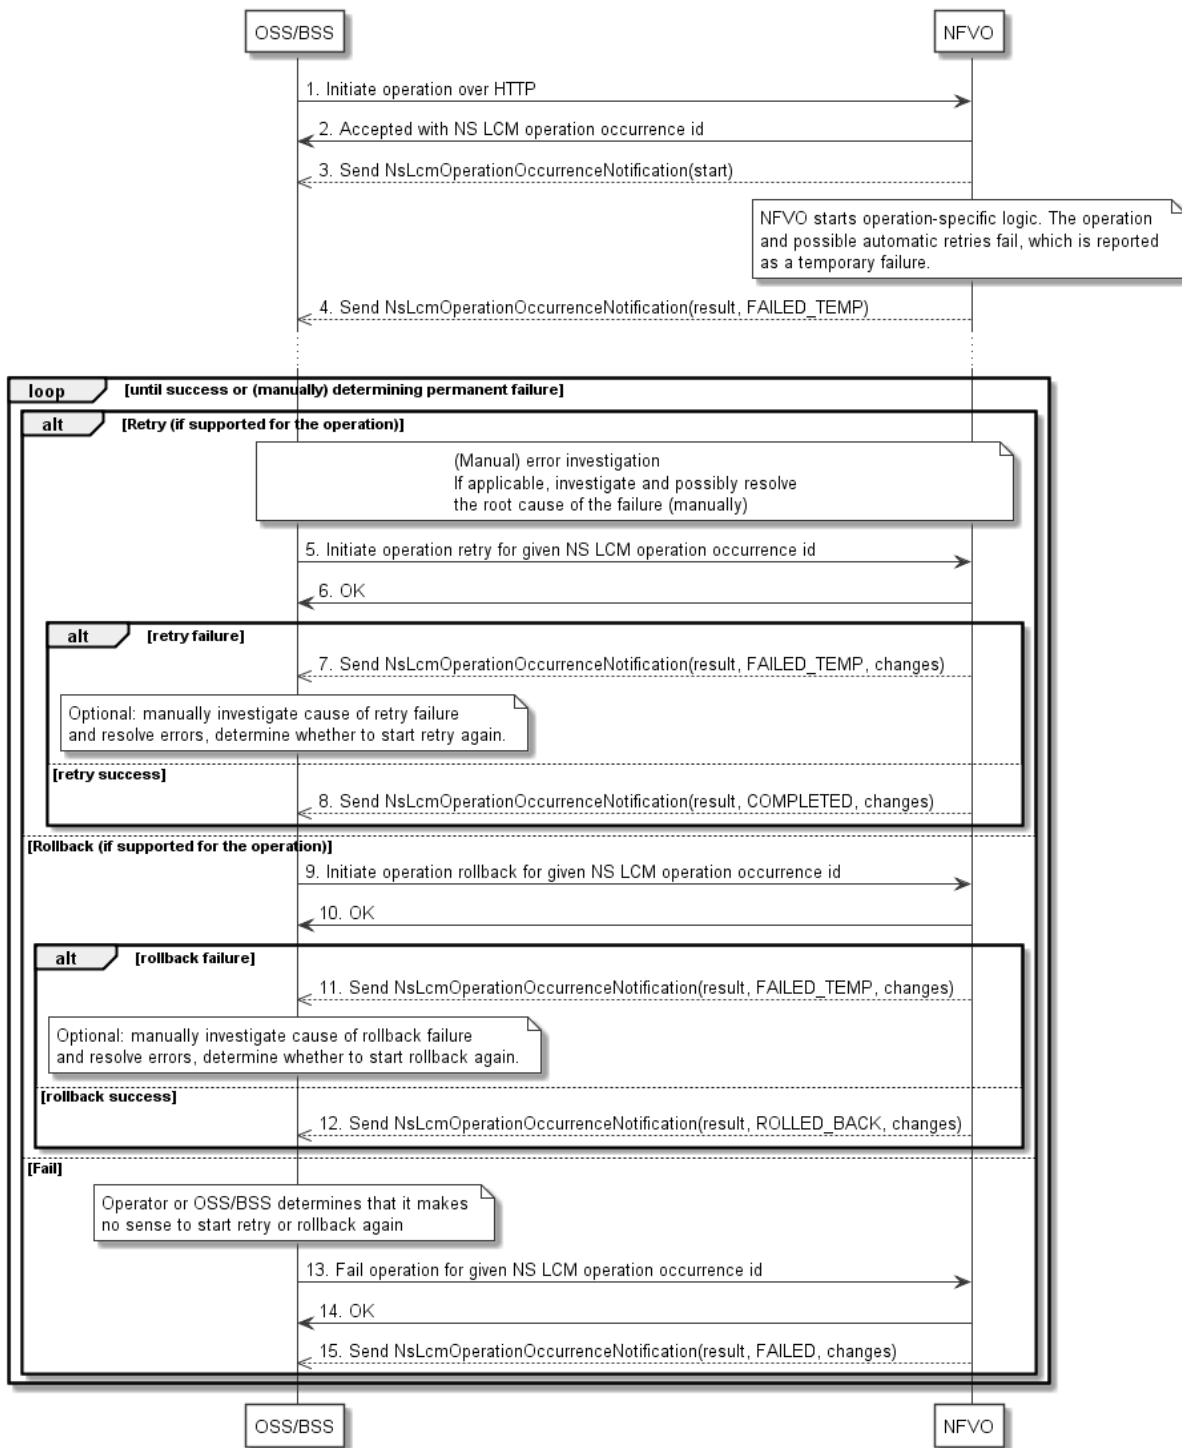 OSS/BSS
NFVO
1. Initiate operation over HTTP
2. Accepted with NS LCM operation occurrence id
3. Send NsLcmOperationOccurrenceNotification(start)
NFVO starts operation-specific logic. The operation
and possible automatic retries fail, which is reported
as a temporary failure.
4. Send NsLcmOperationOccurrenceNotification(result, FAILED_TEMP)
loop
[until success or (manually) determining permanent failure]
alt
[Retry (if supported for the operation)]
(Manual) error investigation
If applicable, investigate and possibly resolve
the root cause of the failure (manually)
5. Initiate operation retry for given NS LCM operation occurrence id
6. OK
alt
[retry failure]
7. Send NsLcmOperationOccurrenceNotification(result, FAILED_TEMP, changes)
Optional: manually investigate cause of retry failure
and resolve errors, determine whether to start retry again.
[retry success]
8. Send NsLcmOperationOccurrenceNotification(result, COMPLETED, changes)
[Rollback (if supported for the operation)]
9. Initiate operation rollback for given NS LCM operation occurrence id
10. OK
alt
[rollback failure]
11. Send NsLcmOperationOccurrenceNotification(result, FAILED_TEMP, changes)
Optional: manually investigate cause of rollback failure
and resolve errors, determine whether to start rollback again.
[rollback success]
12. Send NsLcmOperationOccurrenceNotification(result, ROLLED_BACK, changes)
[Fail]
Operator or OSS/BSS determines that it makes
no sense to start retry or rollback again
13. Fail operation for given NS LCM operation occurrence id
14. OK
15. Send NsLcmOperationOccurrenceNotification(result, FAILED, changes)
OSS/BSS
NFVO